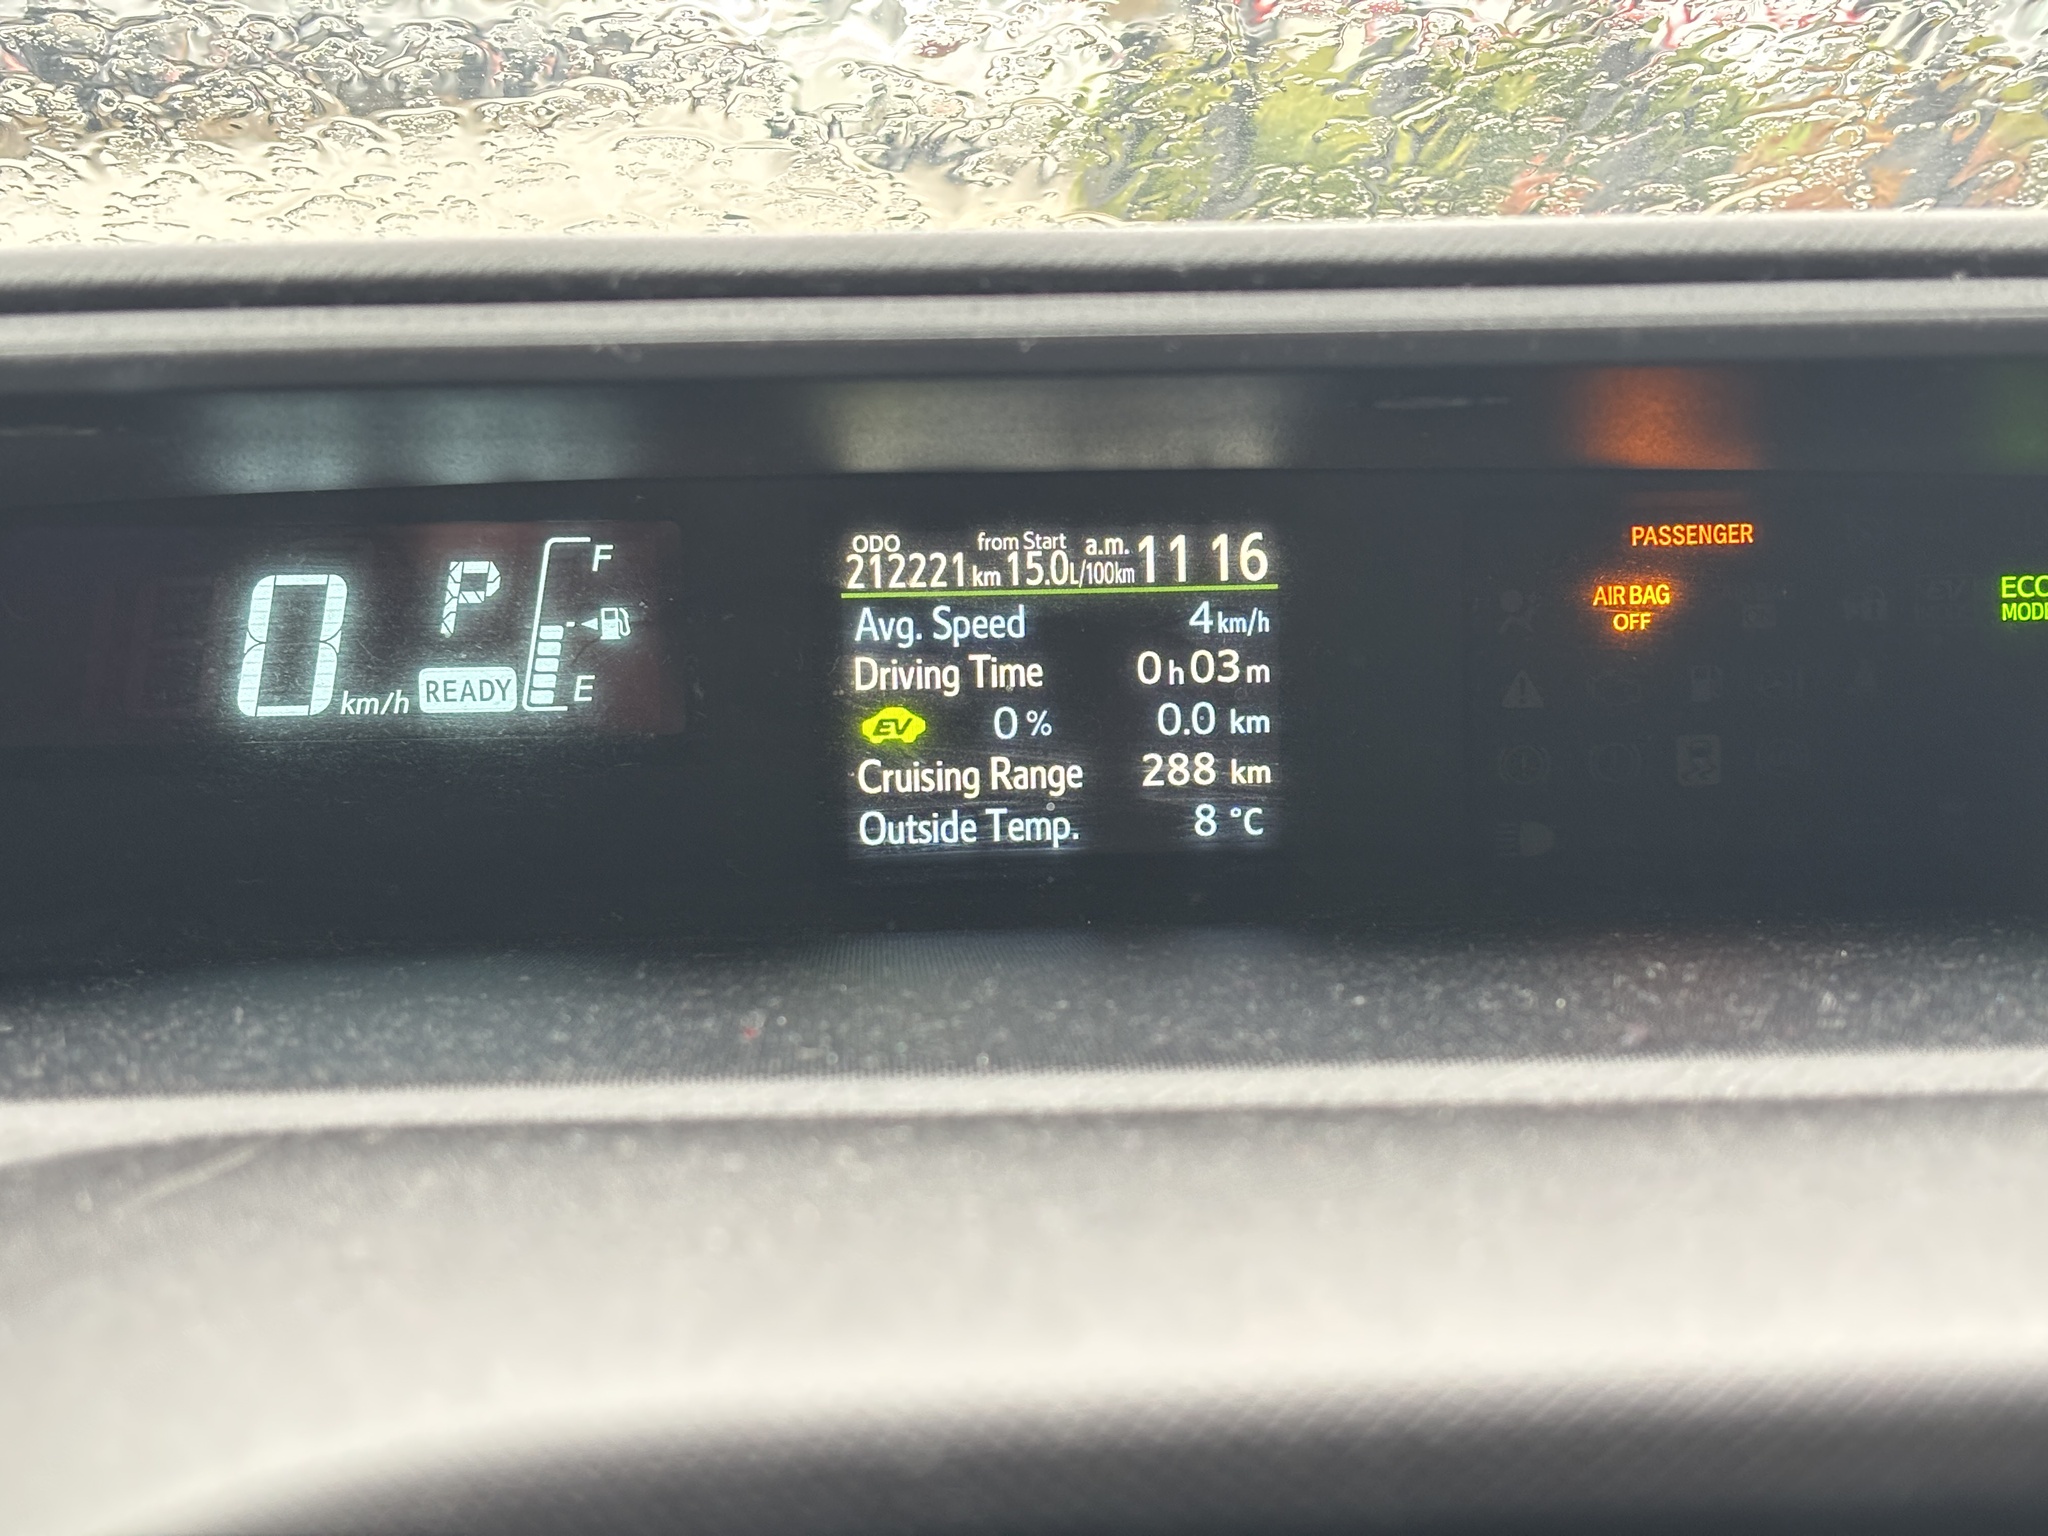 0 km/h
P
READY
F
E
ODO from Start a.m.
212221 km 15.0 L/100km 11 16
Avg. Speed 4 km/h
Driving Time 0 h 03 m
EV 0 % 0.0 km
Cruising Range 288 km
Outside Temp. 8 °C
PASSENGER
AIR BAG
OFF
ECO
MODE